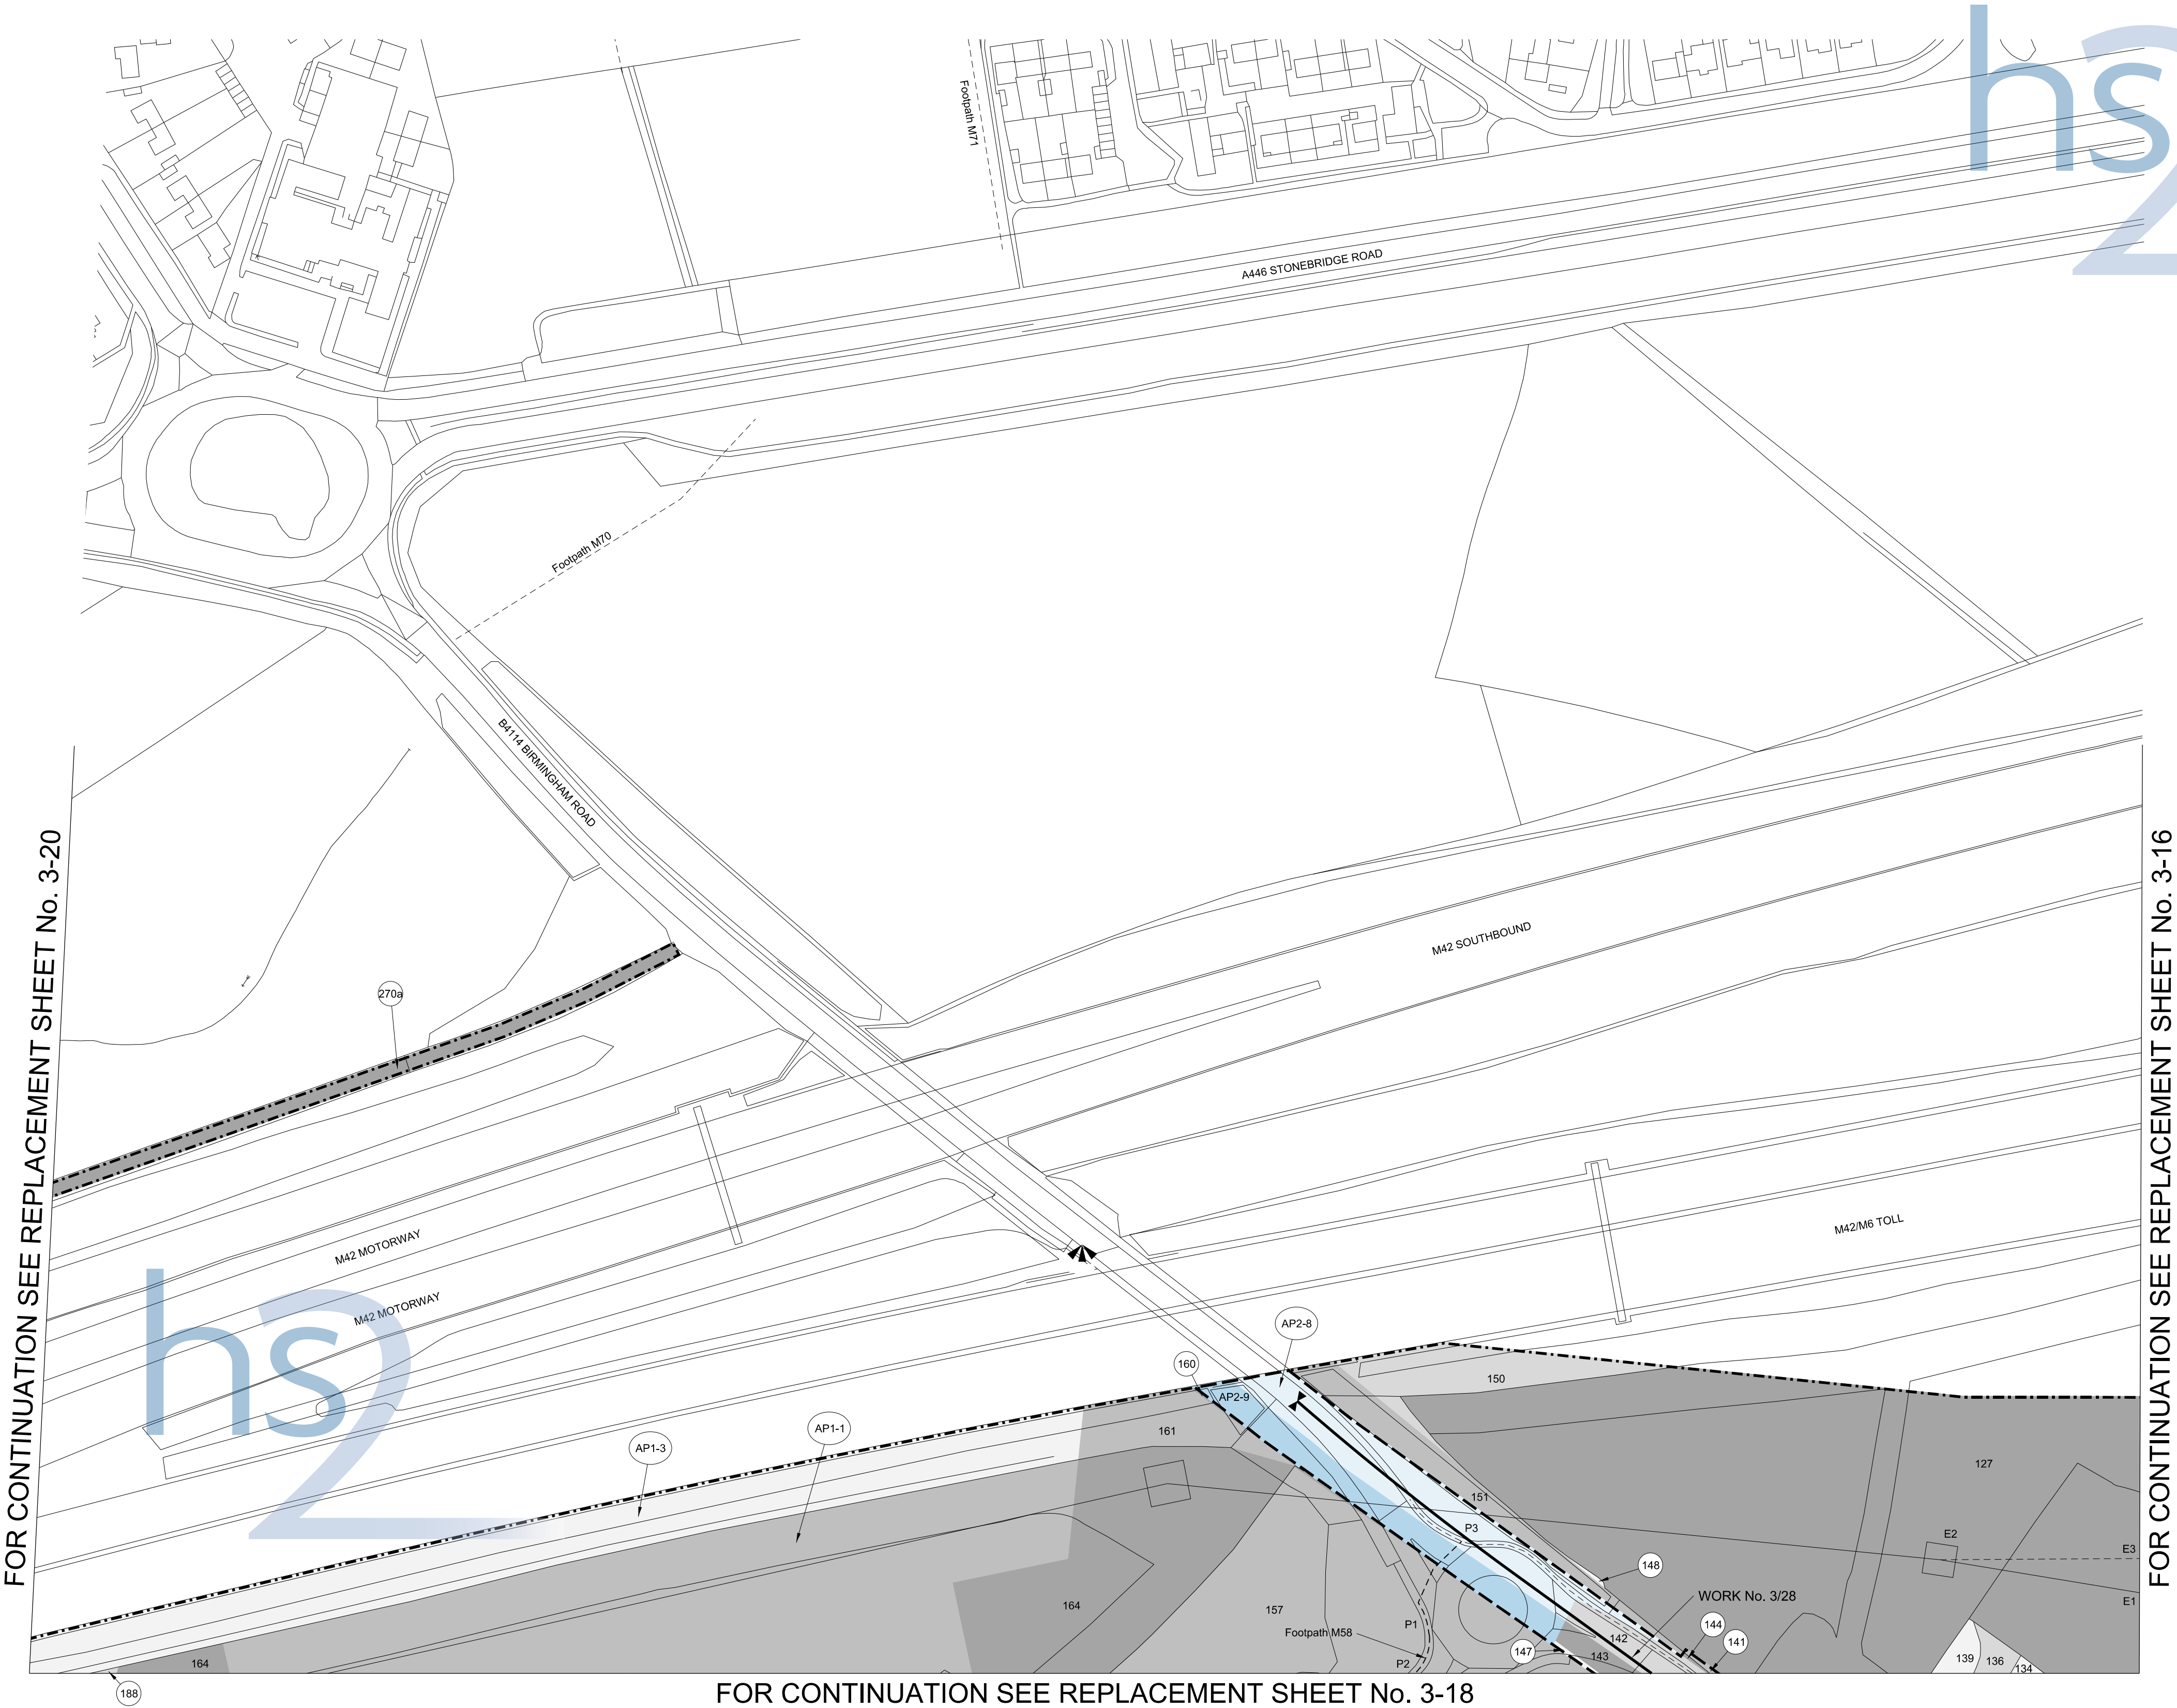 hs2
Footpath M71
A446 STONEBRIDGE ROAD
Footpath M70
B4114 BIRMINGHAM ROAD
FOR CONTINUATION SEE REPLACEMENT SHEET No. 3-20
FOR CONTINUATION SEE REPLACEMENT SHEET No. 3-16
M42 SOUTHBOUND
270a
M42/M6 TOLL
M42 MOTORWAY
M42 MOTORWAY
hs2
AP2-8
160
AP2-9
150
AP1-1
AP1-3
161
127
151
P3
E2
E3
148
WORK No. 3/28
E1
164
157
P1
144
Footpath M58
142
141
147
143
P2
164
139
136
134
188
FOR CONTINUATION SEE REPLACEMENT SHEET No. 3-18